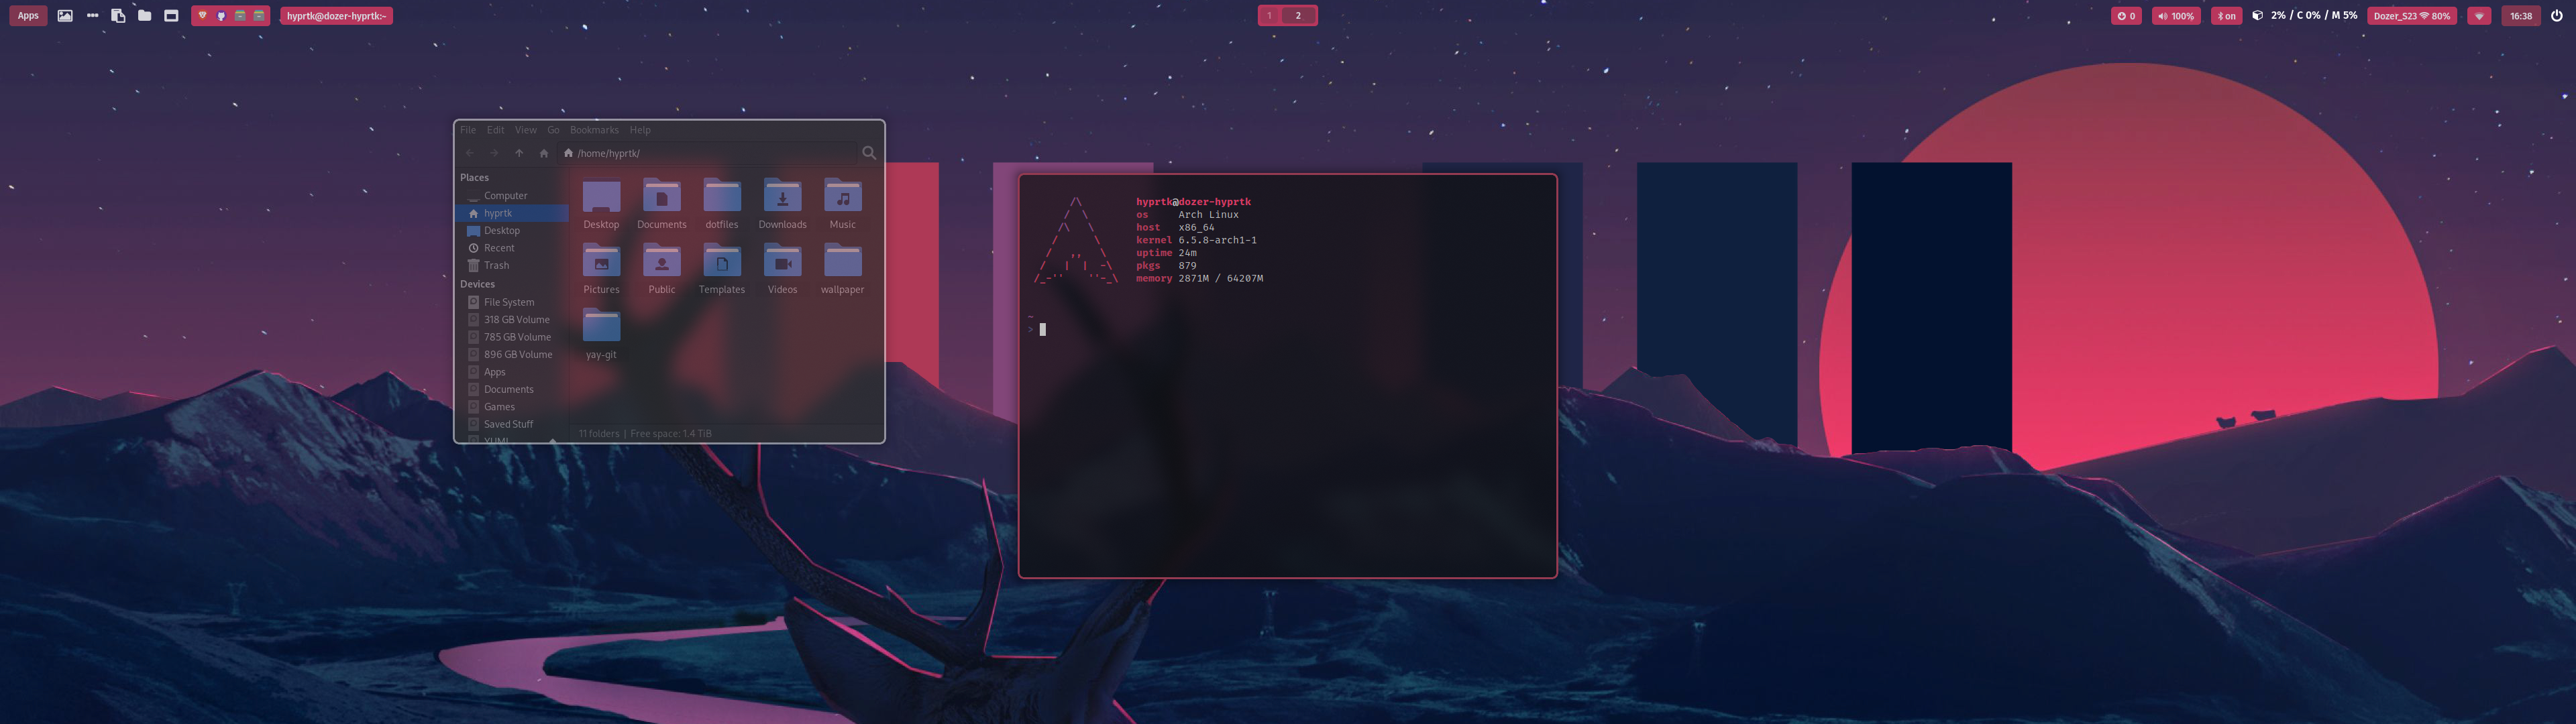 Apps
hyprtk@dozer-hyprtk:~
1 2
0
100%
on
2% / C 0% / M 5%
Dozer_S23 80%
16:38
File Edit View Go Bookmarks Help
/home/hyprtk/
Places
Computer
hyprtk
Desktop
Recent
Trash
Devices
File System
318 GB Volume
785 GB Volume
896 GB Volume
Apps
Documents
Games
Saved Stuff
YUMI
Desktop Documents dotfiles Downloads Music
Pictures Public Templates Videos wallpaper
yay-git
11 folders | Free space: 1.4 TiB
hyprtk@dozer-hyprtk
os Arch Linux
host x86_64
kernel 6.5.8-arch1-1
uptime 24m
pkgs 879
memory 2871M / 64207M
~
>